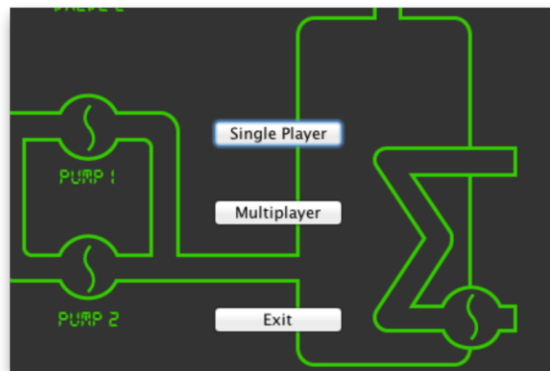 Single Player
PUMP 1
Multiplayer
PUMP 2
Exit